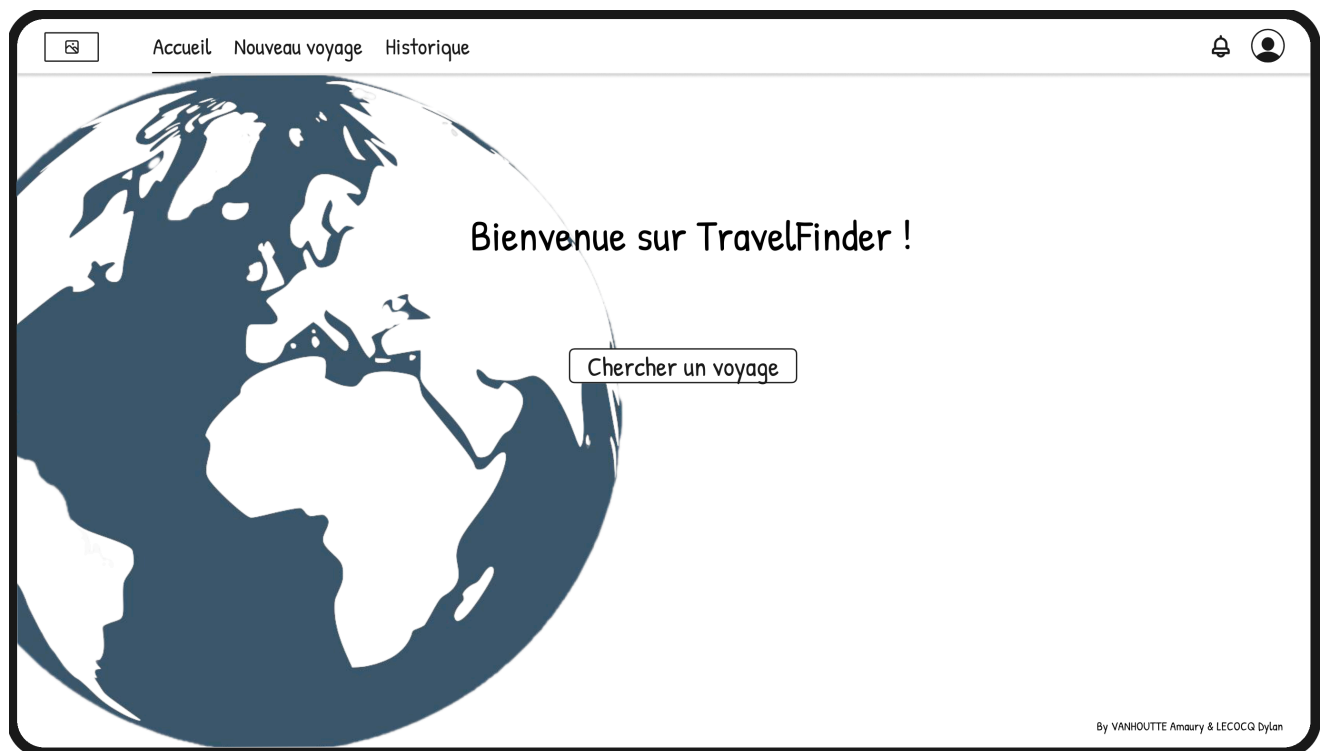 Accueil Nouveau voyage Historique
Bienvenue sur TravelFinder !
Chercher un voyage
By VANHOUTTE Amaury & LECOCQ Dylan